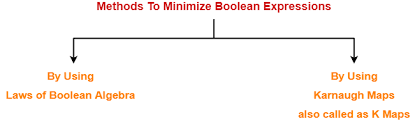 Methods To Minimize Boolean Expressions
By Using
Laws of Boolean Algebra
By Using
Karnaugh Maps
also called as K Maps